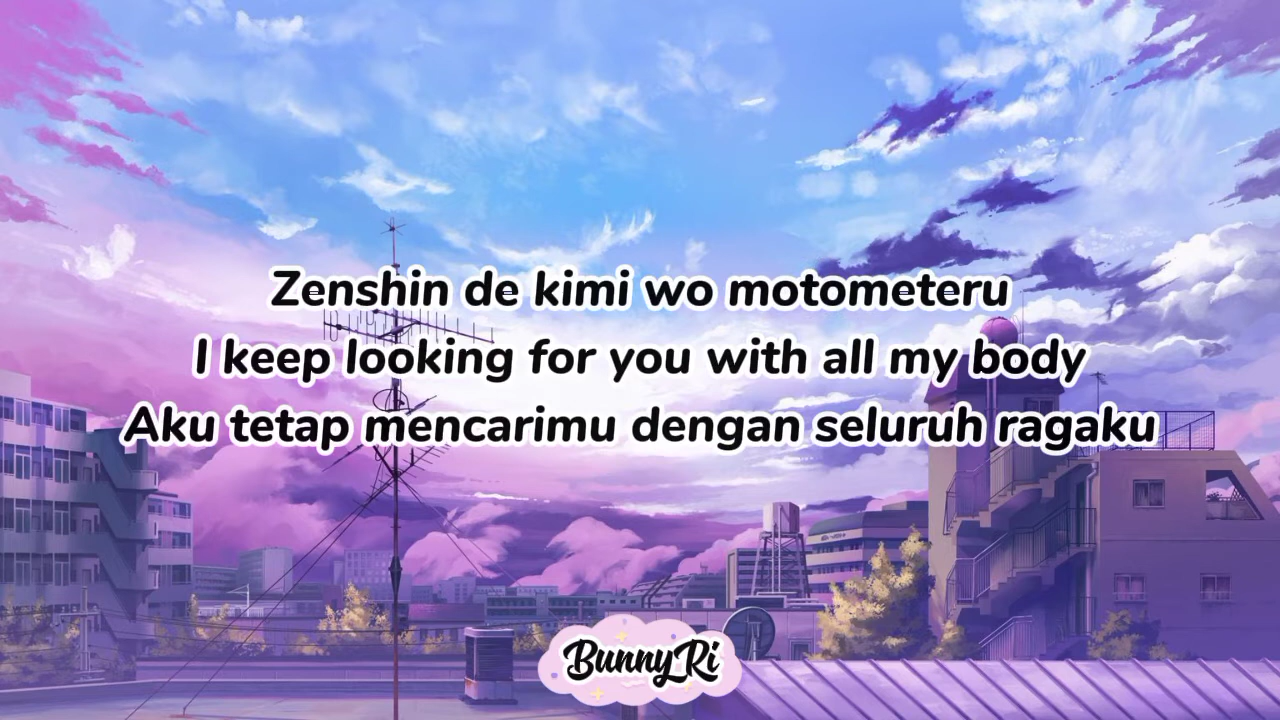 Zenshin de kimi wo motometeru
I keep looking for you with all my body
Aku tetap mencarimu dengan seluruh ragaku
BunnyRi